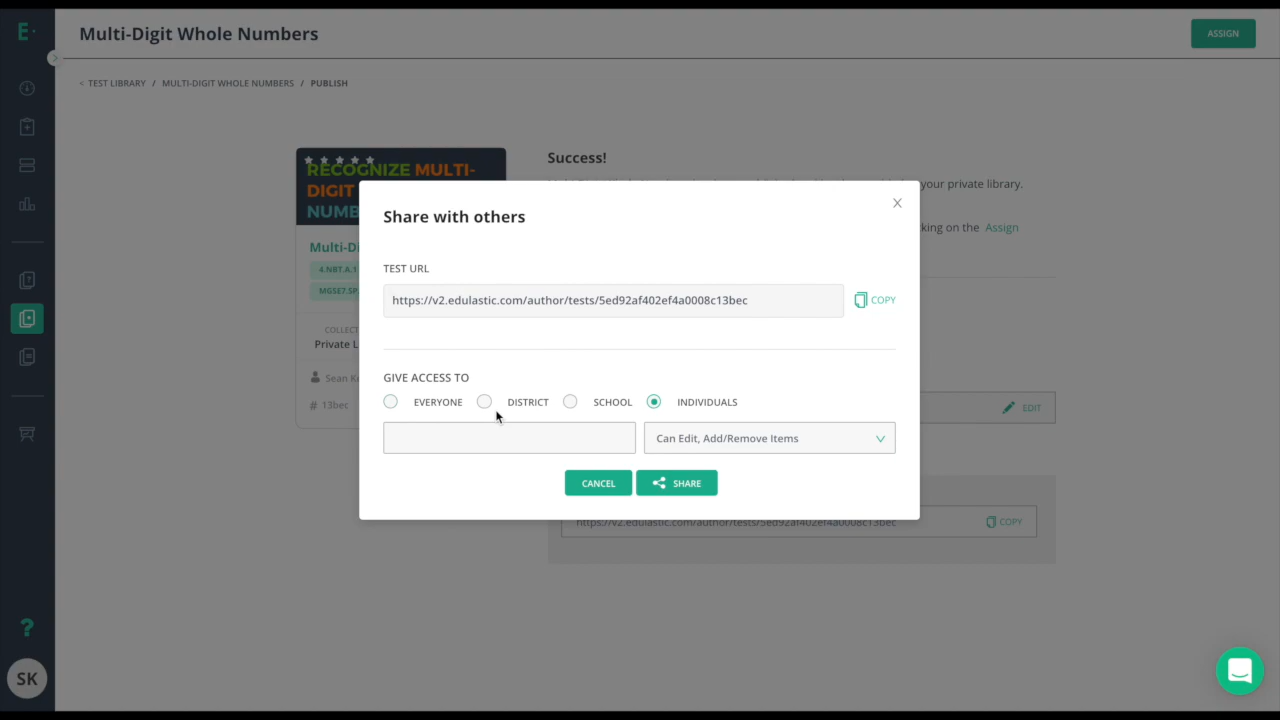 E
Multi-Digit Whole Numbers
ASSIGN
< TEST LIBRARY / MULTI-DIGIT WHOLE NUMBERS / PUBLISH
RECOGNIZE MULTI-
DIGIT
NUMB
Success!
your private library.
king on the Assign
Multi-Di
4.NBT.A.1
MGSE7.SP.
COLLECT
Private L
Sean Ke
# 13bec
Share with others
TEST URL
https://v2.edulastic.com/author/tests/5ed92af402ef4a0008c13bec
COPY
GIVE ACCESS TO
EVERYONE DISTRICT SCHOOL INDIVIDUALS
Can Edit, Add/Remove Items
CANCEL SHARE
EDIT
https://v2.edulastic.com/author/tests/5ed92af402ef4a0008c13bec
COPY
?
SK